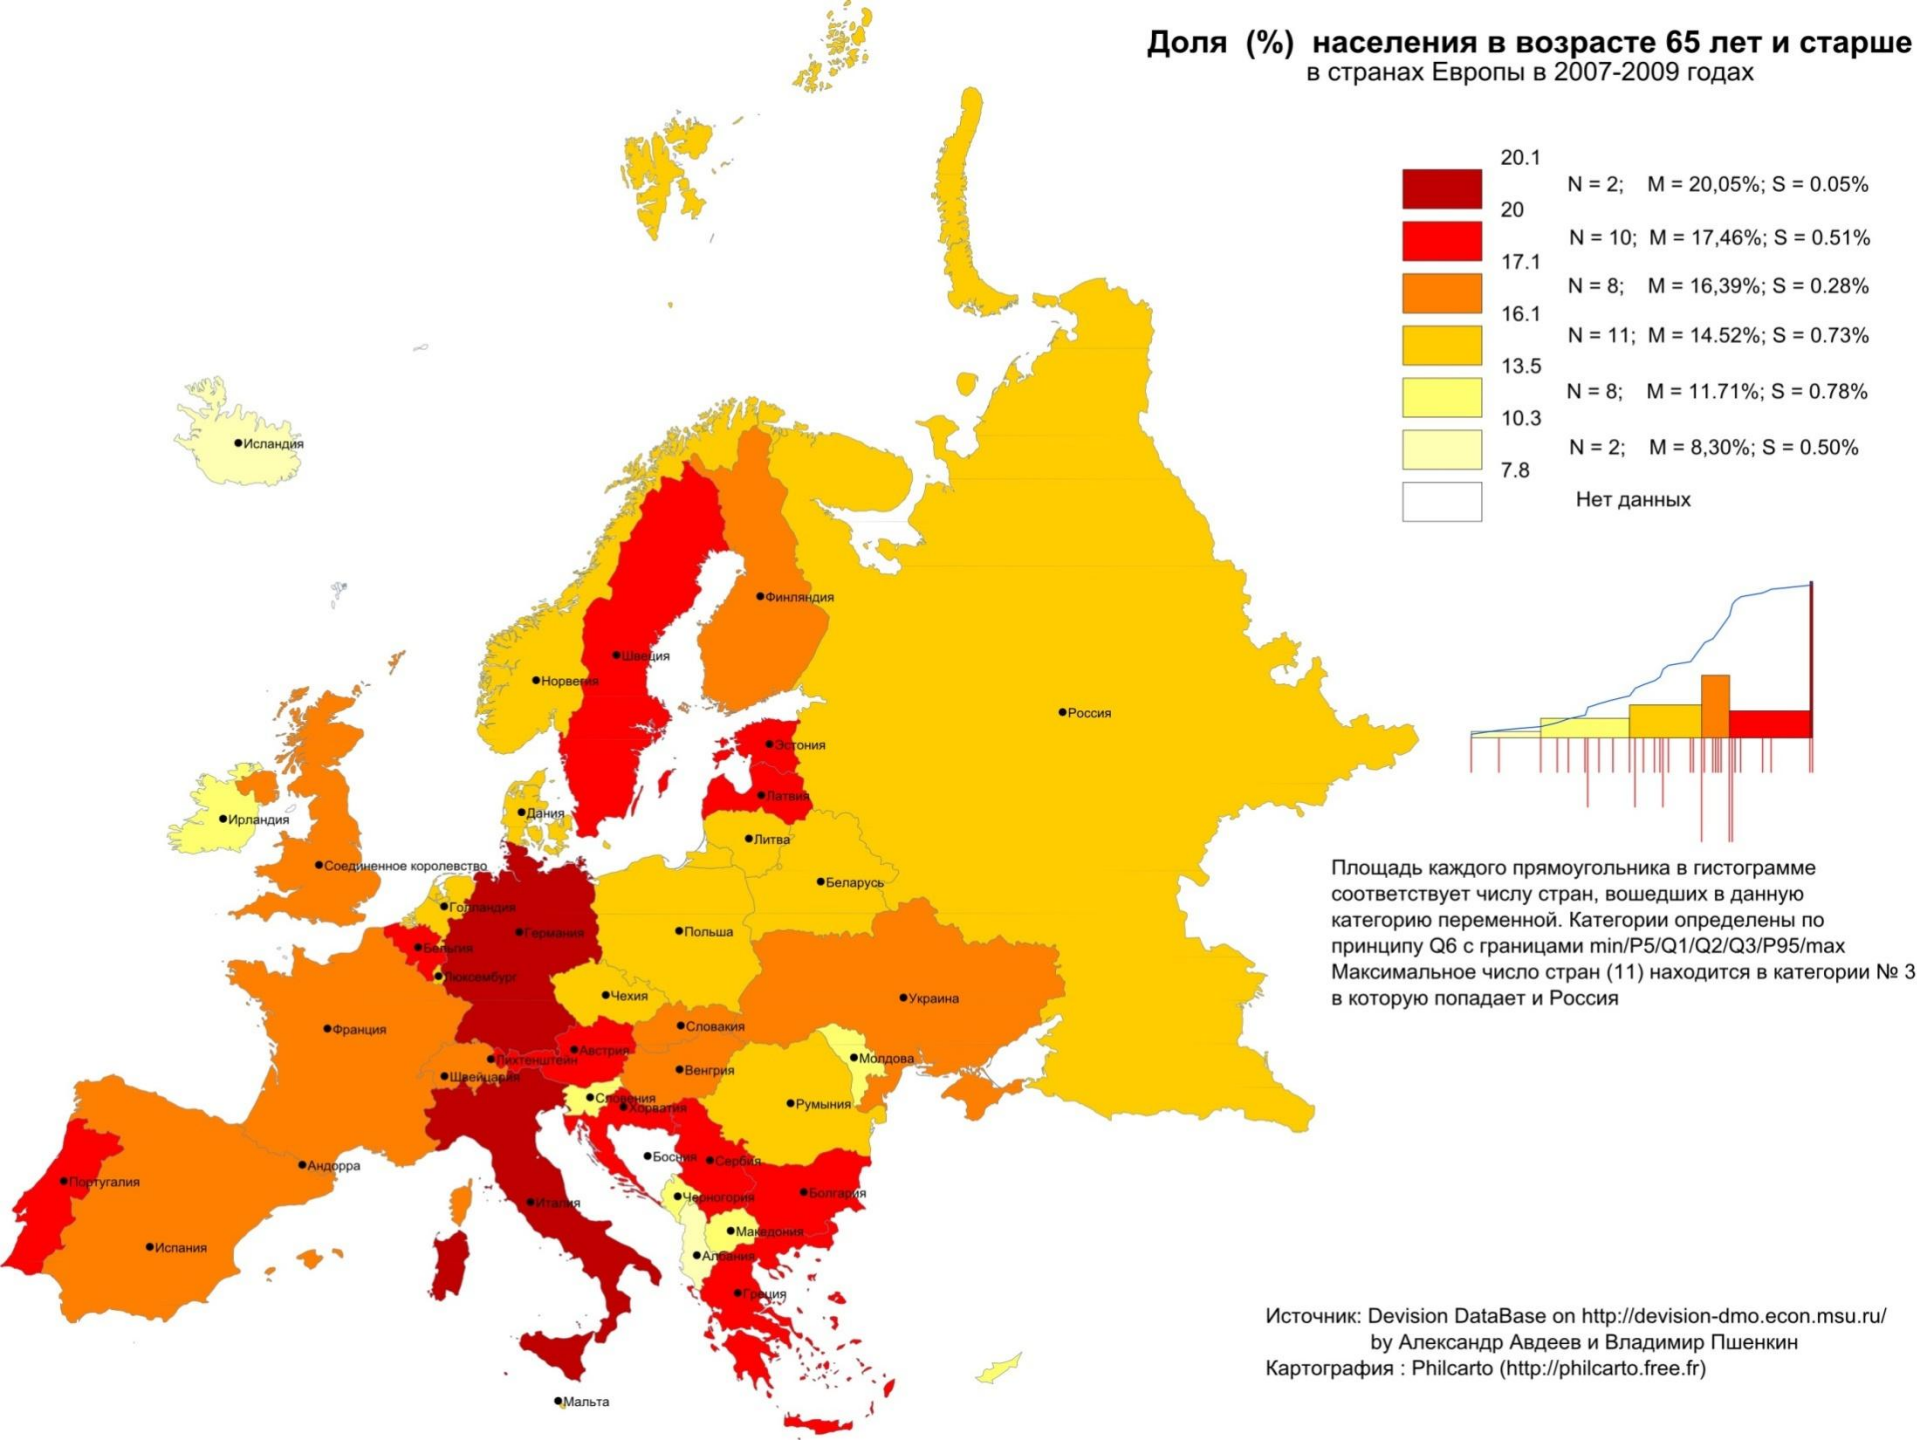 Доля (%) населения в возрасте 65 лет и старше
в странах Европы в 2007-2009 годах
20.1
N = 2; M = 20,05%; S = 0.05%
20
N = 10; M = 17,46%; S = 0.51%
17.1
N = 8; M = 16,39%; S = 0.28%
16.1
N = 11; M = 14.52%; S = 0.73%
13.5
N = 8; M = 11.71%; S = 0.78%
10.3
N = 2; M = 8,30%; S = 0.50%
7.8
Нет данных
Исландия
Финляндия
Швеция
Норвегия
Россия
Эстония
Латвия
Дания
Ирландия
Литва
Соединенное королевство
Беларусь
Голландия
Германия
Польша
Бельгия
Люксембург
Чехия
Украина
Франция
Словакия
Австрия
Лихтенштейн
Молдова
Швейцария
Венгрия
Словения
Хорватия
Румыния
Босния
Сербия
Андорра
Португалия
Черногория
Болгария
Италия
Македония
Испания
Албания
Греция
Мальта
Площадь каждого прямоугольника в гистограмме
соответствует числу стран, вошедших в данную
категорию переменной. Категории определены по
принципу Q6 с границами min/P5/Q1/Q2/Q3/P95/max
Максимальное число стран (11) находится в категории № 3
в которую попадает и Россия
Источник: Devision DataBase on http://devision-dmo.econ.msu.ru/
by Александр Авдеев и Владимир Пшенкин
Картография : Philcarto (http://philcarto.free.fr)